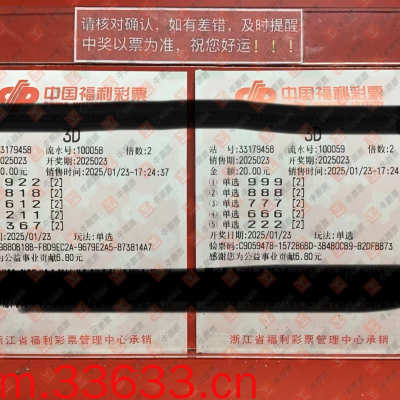 请核对确认，如有差错，及时提醒
中奖以票为准，祝您好运！！！
中国福利彩票
3D
33179458 流水号:100058 倍数:2
2025023 开奖期:2025023
20.00元 销售时间:2025/01/23-17:24:37
922 [2]
818 [2]
612 [2]
211 [2]
367 [2]
:2025/01/23 玩法:单选
为公益事业贡献6.80元
浙江省福利彩票管理中心承销
中国福利彩票
3D
站 号:33179458 流水号:100059 倍数:2
销售期:2025023 开奖期:2025023
金 额:20.00元 销售时间:2025/01/23-17:24
① 单选 999 [2]
② 单选 888 [2]
③ 单选 777 [2]
④ 单选 666 [2]
⑤ 单选 222 [2]
开奖日期:2025/01/23 玩法:单选
感谢您为公益事业贡献6.80元
浙江省福利彩票管理中心承销
m.33633.cn